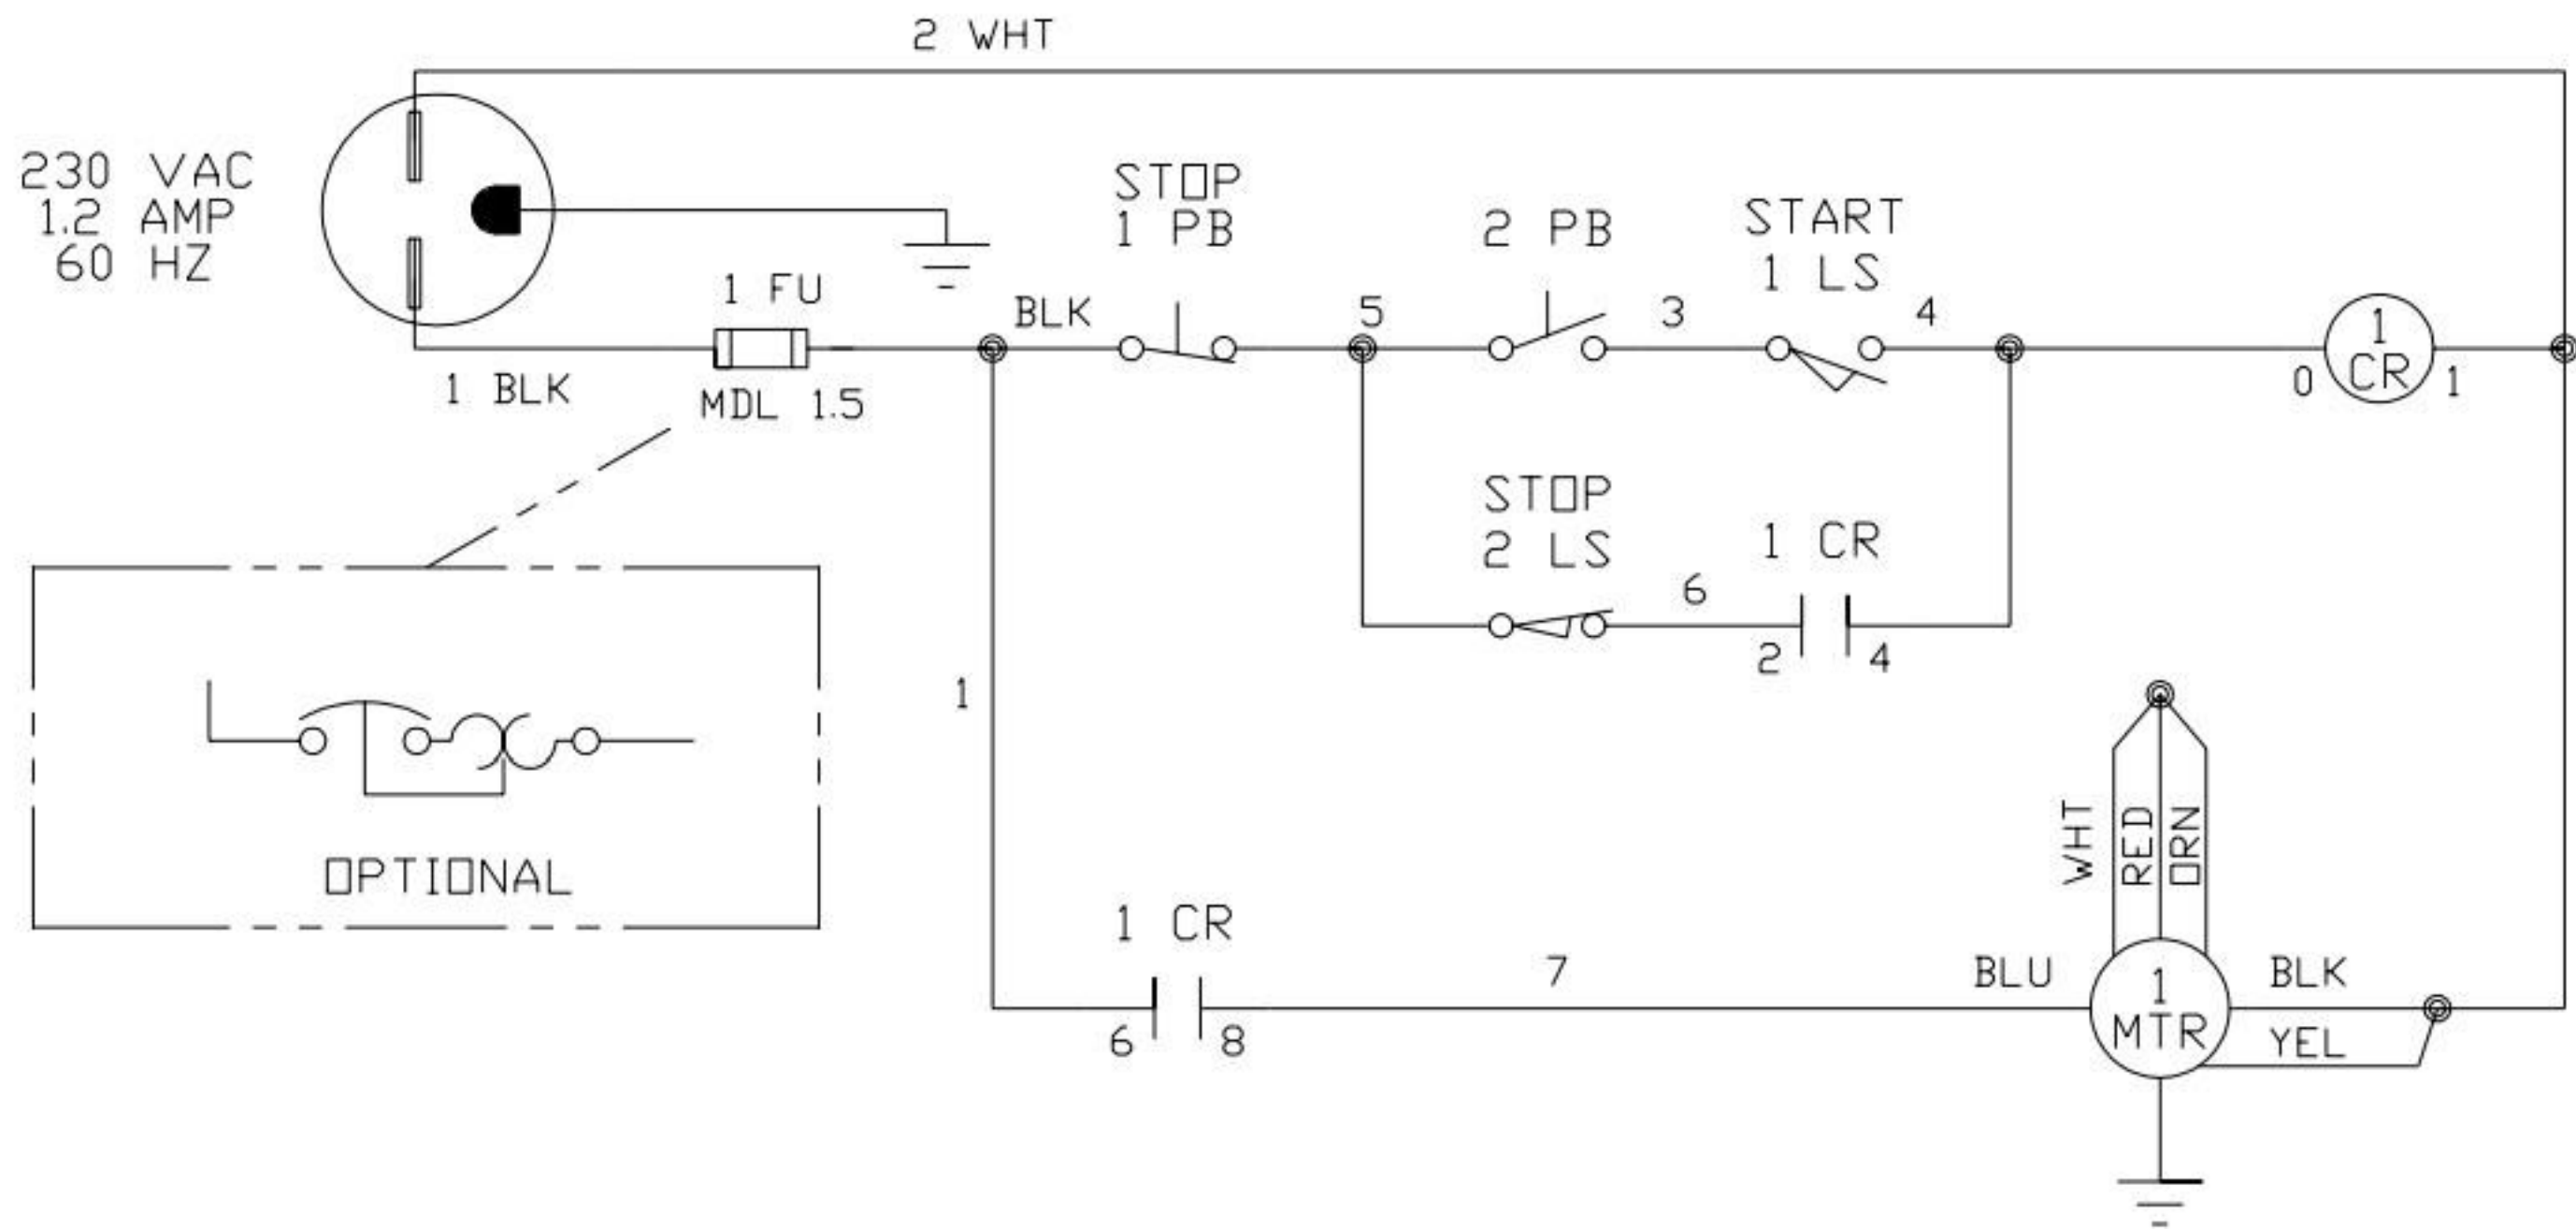 2 WHT
230 VAC
1.2 AMP
60 HZ
STOP
1 PB
2 PB
START
1 LS
1 FU
BLK
5
3
4
1
CR
0
1
1 BLK
MDL 1.5
STOP
2 LS
1 CR
6
2
4
1
OPTIONAL
WHT
RED
ORN
1 CR
7
BLU
1
MTR
BLK
6
8
YEL